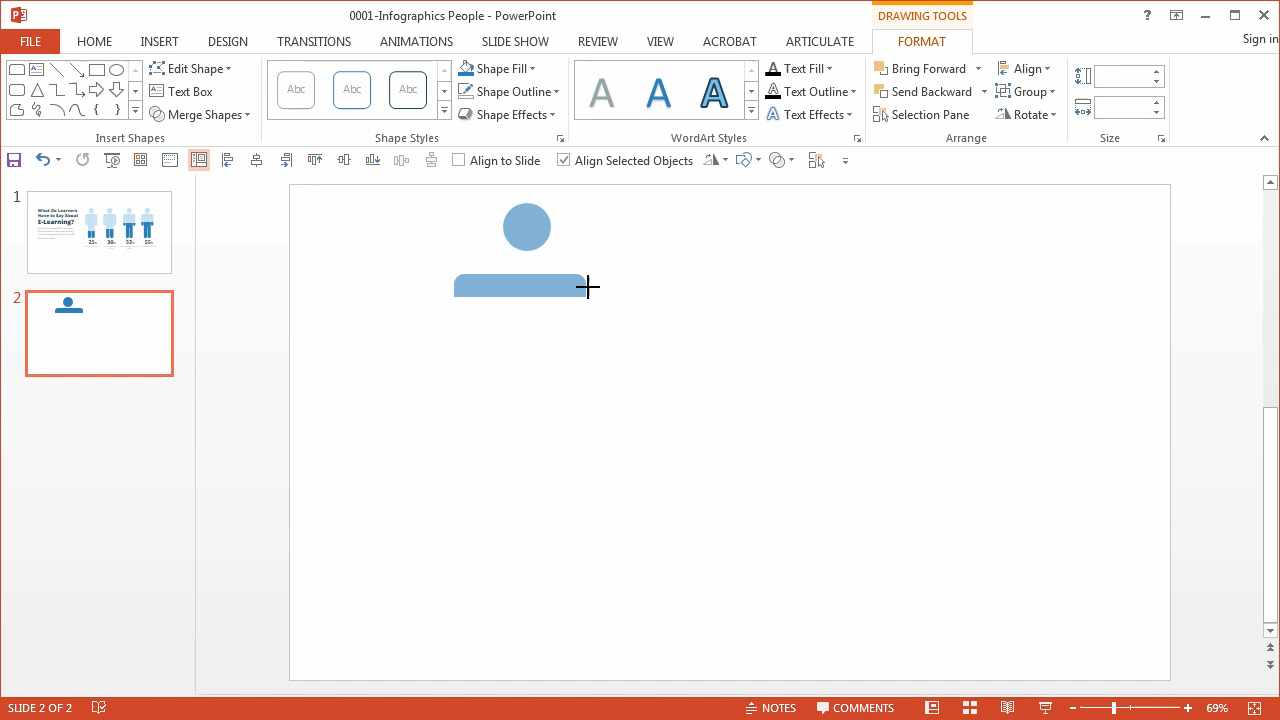 0001-Infographics People - PowerPoint
DRAWING TOOLS
Sign in
FILE HOME INSERT DESIGN TRANSITIONS ANIMATIONS SLIDE SHOW REVIEW VIEW ACROBAT ARTICULATE FORMAT
Edit Shape
Text Box
Merge Shapes
Insert Shapes
Abc Abc Abc
Shape Fill
Shape Outline
Shape Effects
Shape Styles
A A A
Text Fill
Text Outline
Text Effects
WordArt Styles
Bring Forward
Send Backward
Selection Pane
Align
Group
Rotate
Arrange
Size
Align to Slide
Align Selected Objects
1
What Do Learners
Have to Say About
E-Learning?
25% 30% 52% 55%
2
SLIDE 2 OF 2
NOTES
COMMENTS
69%